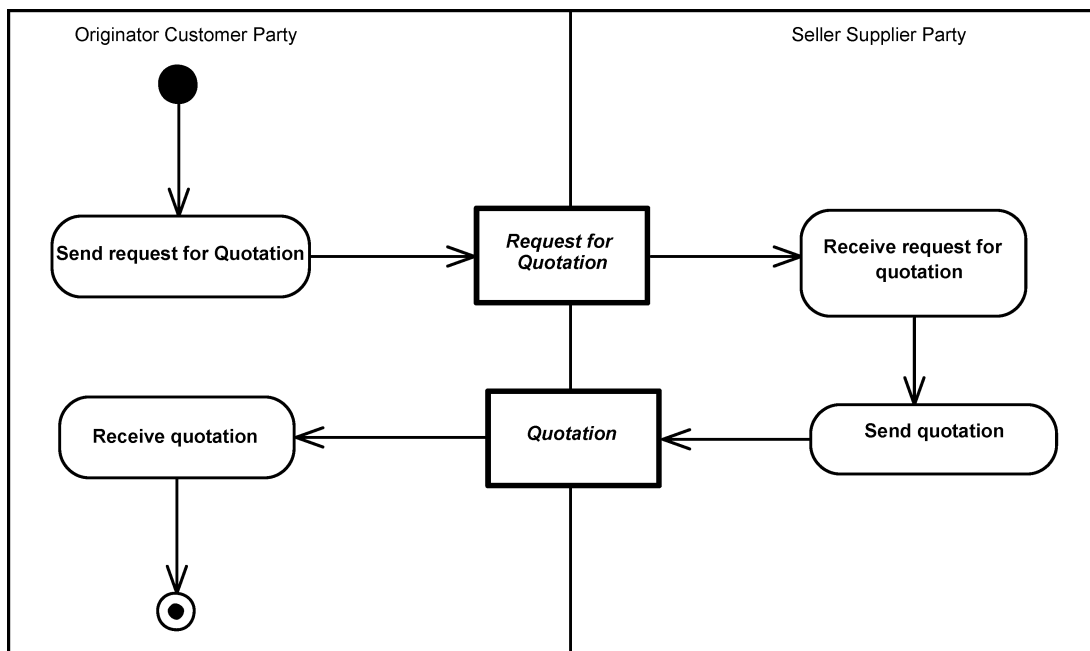 Originator Customer Party
Seller Supplier Party
Send request for Quotation
Request for
Quotation
Receive request for
quotation
Receive quotation
Quotation
Send quotation